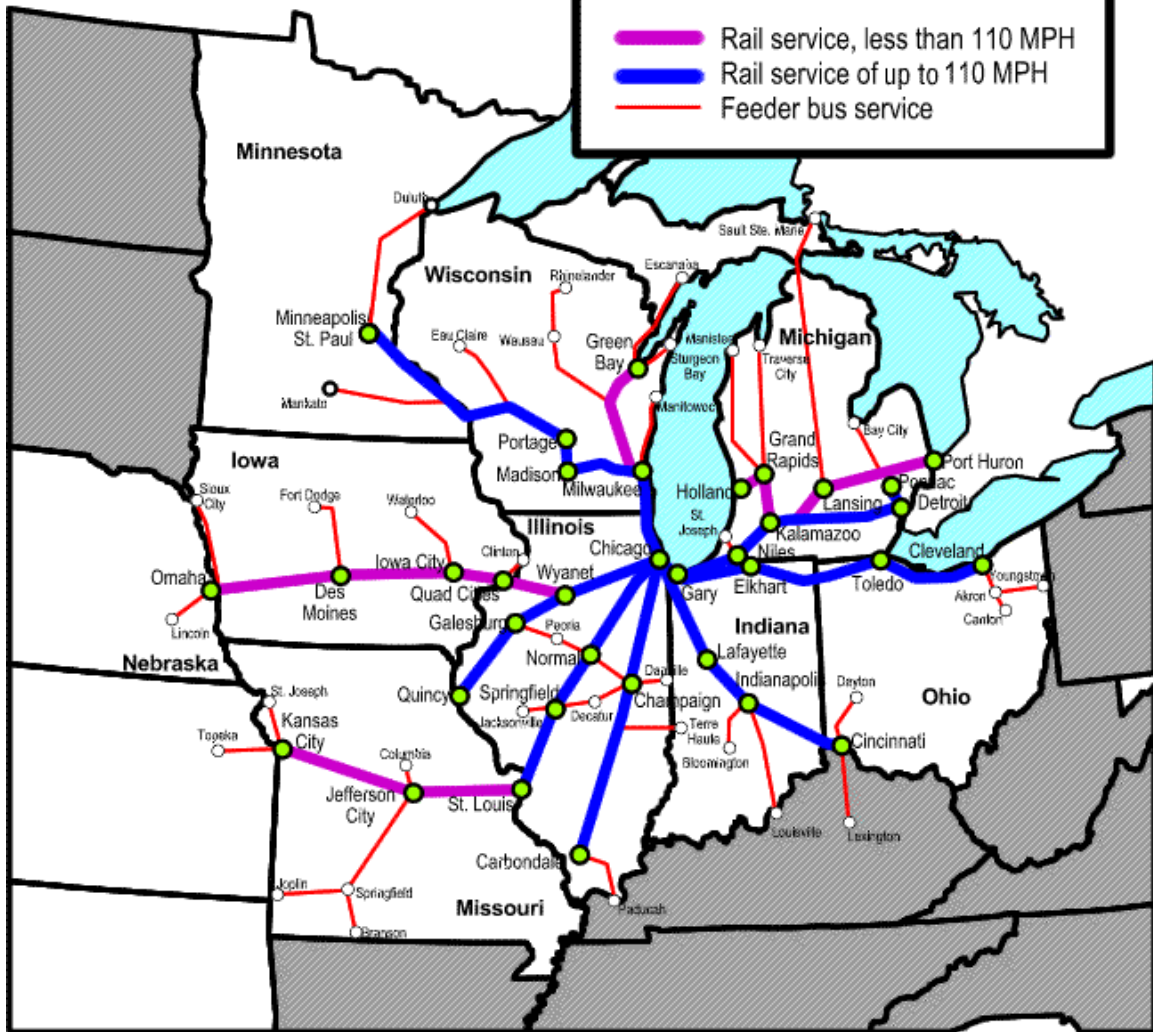 Rail service, less than 110 MPH
Rail service of up to 110 MPH
Feeder bus service
Minnesota
Duluth
Sault Ste. Marie
Wisconsin
Rhinelander
Escanaba
Minneapolis
St. Paul
Eau Claire
Wausau
Green
Bay
Manistee
Sturgeon
Bay
Michigan
Traverse
City
Mankato
Manitowoc
Bay City
Portage
Grand
Rapids
Port Huron
Iowa
Madison
Milwaukee
Holland
Lansing
Pontiac
Detroit
Sioux
City
Fort Dodge
Waterloo
Illinois
St.
Joseph
Kalamazoo
Chicago
Niles
Cleveland
Iowa City
Clinton
Wyanet
Omaha
Des
Moines
Quad Cities
Gary
Elkhart
Toledo
Youngstown
Akron
Canton
Lincoln
Galesburg
Peoria
Indiana
Nebraska
Normal
Lafayette
Danville
Indianapolis
Dayton
Ohio
St. Joseph
Quincy
Springfield
Champaign
Kansas
City
Jacksonville
Decatur
Terre
Haute
Topeka
Columbia
Bloomington
Cincinnati
Jefferson
City
St. Louis
Louisville
Lexington
Carbondale
Joplin
Springfield
Missouri
Paducah
Branson